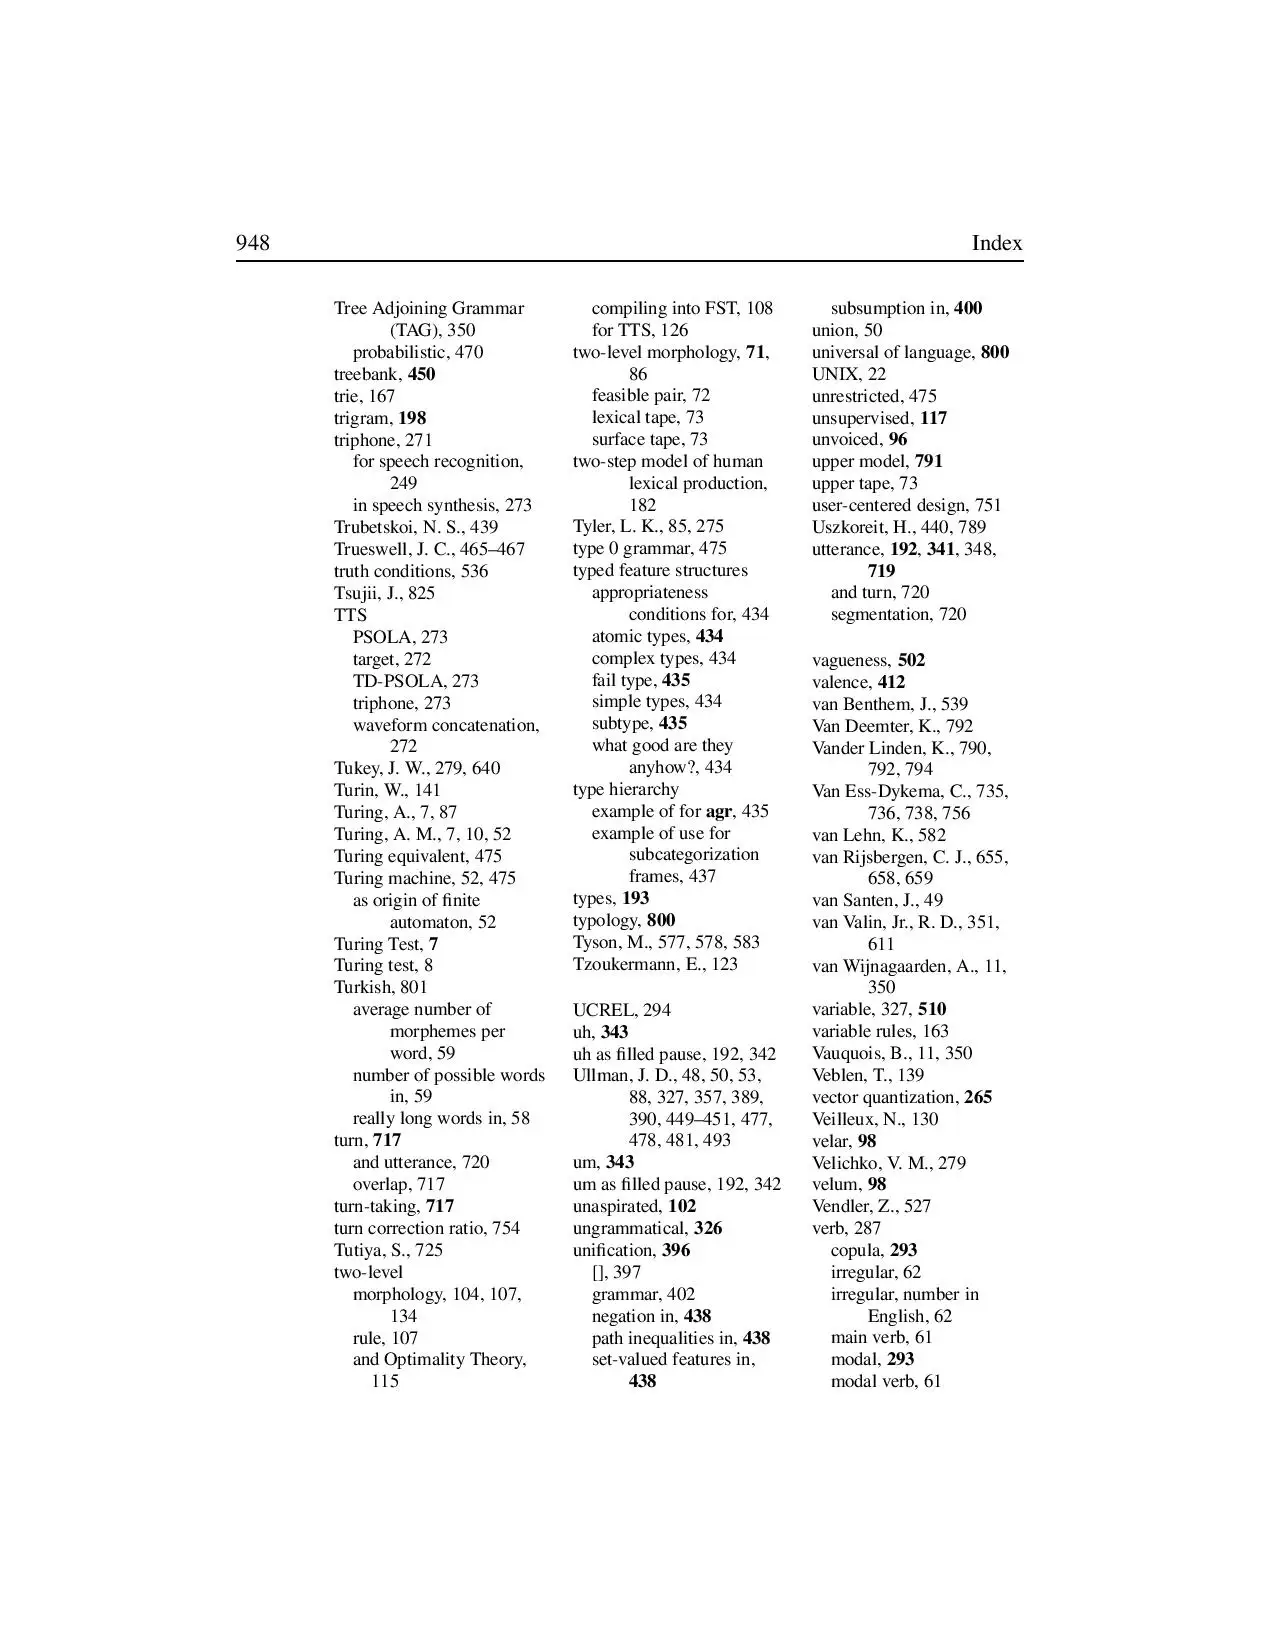 948
Index
Tree Adjoining Grammar
(TAG), 350
probabilistic, 470
treebank, 450
trie, 167
trigram, 198
triphone, 271
for speech recognition,
249
in speech synthesis, 273
Trubetskoi, N. S., 439
Trueswell, J. C., 465–467
truth conditions, 536
Tsujii, J., 825
TTS
PSOLA, 273
target, 272
TD-PSOLA, 273
triphone, 273
waveform concatenation,
272
Tukey, J. W., 279, 640
Turin, W., 141
Turing, A., 7, 87
Turing, A. M., 7, 10, 52
Turing equivalent, 475
Turing machine, 52, 475
as origin of finite
automaton, 52
Turing Test, 7
Turing test, 8
Turkish, 801
average number of
morphemes per
word, 59
number of possible words
in, 59
really long words in, 58
turn, 717
and utterance, 720
overlap, 717
turn-taking, 717
turn correction ratio, 754
Tutiya, S., 725
two-level
morphology, 104, 107,
134
rule, 107
and Optimality Theory,
115
compiling into FST, 108
for TTS, 126
two-level morphology, 71,
86
feasible pair, 72
lexical tape, 73
surface tape, 73
two-step model of human
lexical production,
182
Tyler, L. K., 85, 275
type 0 grammar, 475
typed feature structures
appropriateness
conditions for, 434
atomic types, 434
complex types, 434
fail type, 435
simple types, 434
subtype, 435
what good are they
anyhow?, 434
type hierarchy
example of for agr, 435
example of use for
subcategorization
frames, 437
types, 193
typology, 800
Tyson, M., 577, 578, 583
Tzoukermann, E., 123
UCREL, 294
uh, 343
uh as filled pause, 192, 342
Ullman, J. D., 48, 50, 53,
88, 327, 357, 389,
390, 449–451, 477,
478, 481, 493
um, 343
um as filled pause, 192, 342
unaspirated, 102
ungrammatical, 326
unification, 396
[], 397
grammar, 402
negation in, 438
path inequalities in, 438
set-valued features in,
438
subsumption in, 400
union, 50
universal of language, 800
UNIX, 22
unrestricted, 475
unsupervised, 117
unvoiced, 96
upper model, 791
upper tape, 73
user-centered design, 751
Uszkoreit, H., 440, 789
utterance, 192, 341, 348,
719
and turn, 720
segmentation, 720
vagueness, 502
valence, 412
van Benthem, J., 539
Van Deemter, K., 792
Vander Linden, K., 790,
792, 794
Van Ess-Dykema, C., 735,
736, 738, 756
van Lehn, K., 582
van Rijsbergen, C. J., 655,
658, 659
van Santen, J., 49
van Valin, Jr., R. D., 351,
611
van Wijnagaarden, A., 11,
350
variable, 327, 510
variable rules, 163
Vauquois, B., 11, 350
Veblen, T., 139
vector quantization, 265
Veilleux, N., 130
velar, 98
Velichko, V. M., 279
velum, 98
Vendler, Z., 527
verb, 287
copula, 293
irregular, 62
irregular, number in
English, 62
main verb, 61
modal, 293
modal verb, 61